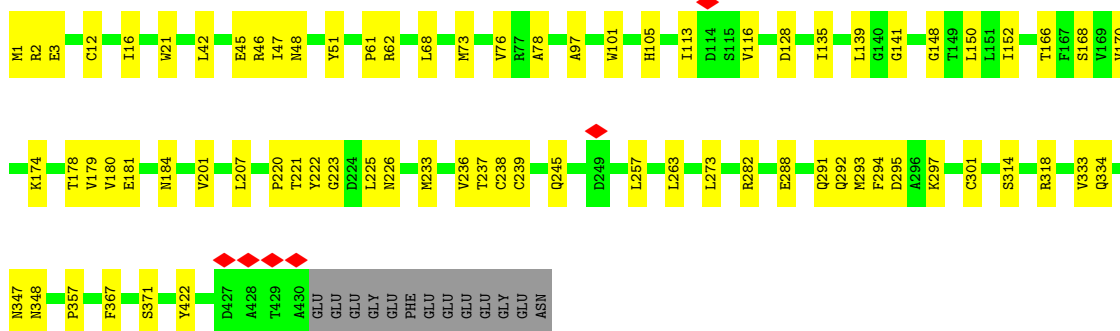 M1 R2 E3 C12 I16 W21 L42 E45 R46 I47 N48 Y51 P61 R62 L68 M73 V76 R77 A78 A97 W101 H105 I113 D114 S115 V116 D128 I135 L139 G140 G141 G148 T149 L150 L151 I152 T166 F167 S168 V169 V170
K174 T178 V179 V180 E181 N184 V201 L207 P220 T221 Y222 G223 D224 L225 N226 M233 V236 T237 C238 C239 Q245 D249 L257 L263 L273 R282 E288 Q291 Q292 M293 F294 D295 A296 K297 C301 S314 R318 V333 Q334
N347 N348 P357 F367 S371 Y422 D427 A428 T429 A430 GLU GLU GLU GLY GLU PHE GLU GLU GLU GLU GLU GLY GLU ASN